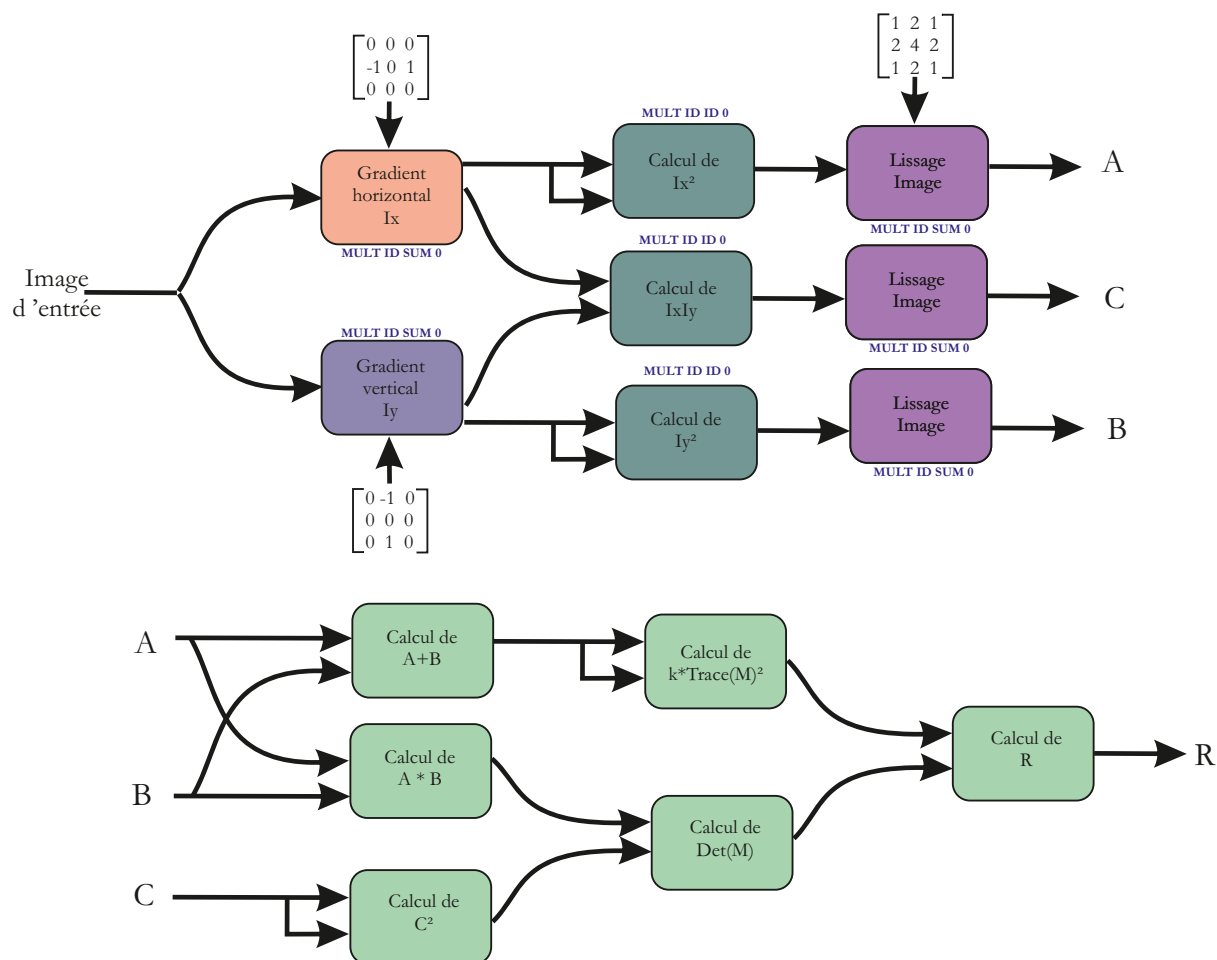 0 0 0
-1 0 1
0 0 0
1 2 1
2 4 2
1 2 1
Image
d ’entrée
Gradient
horizontal
Ix
MULT ID SUM 0
MULT ID ID 0
Calcul de
Ix²
Lissage
Image
MULT ID SUM 0
A
MULT ID ID 0
Calcul de
IxIy
Lissage
Image
MULT ID SUM 0
C
MULT ID SUM 0
Gradient
vertical
Iy
MULT ID ID 0
Calcul de
Iy²
Lissage
Image
MULT ID SUM 0
B
0 -1 0
0 0 0
0 1 0
A
Calcul de
A+B
Calcul de
k*Trace(M)²
B
Calcul de
A * B
Calcul de
Det(M)
Calcul de
R
R
C
Calcul de
C²